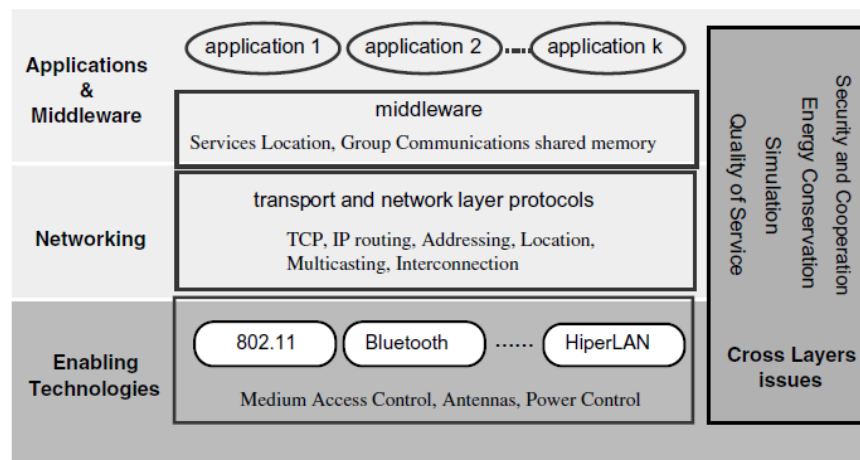 Applications
&
Middleware
application 1
application 2
.....
application k
middleware
Services Location, Group Communications shared memory
Networking
transport and network layer protocols
TCP, IP routing, Addressing, Location,
Multicasting, Interconnection
Enabling
Technologies
802.11
Bluetooth
......
HiperLAN
Medium Access Control, Antennas, Power Control
Quality of Service
Simulation
Energy Conservation
Security and Cooperation
Cross Layers
issues